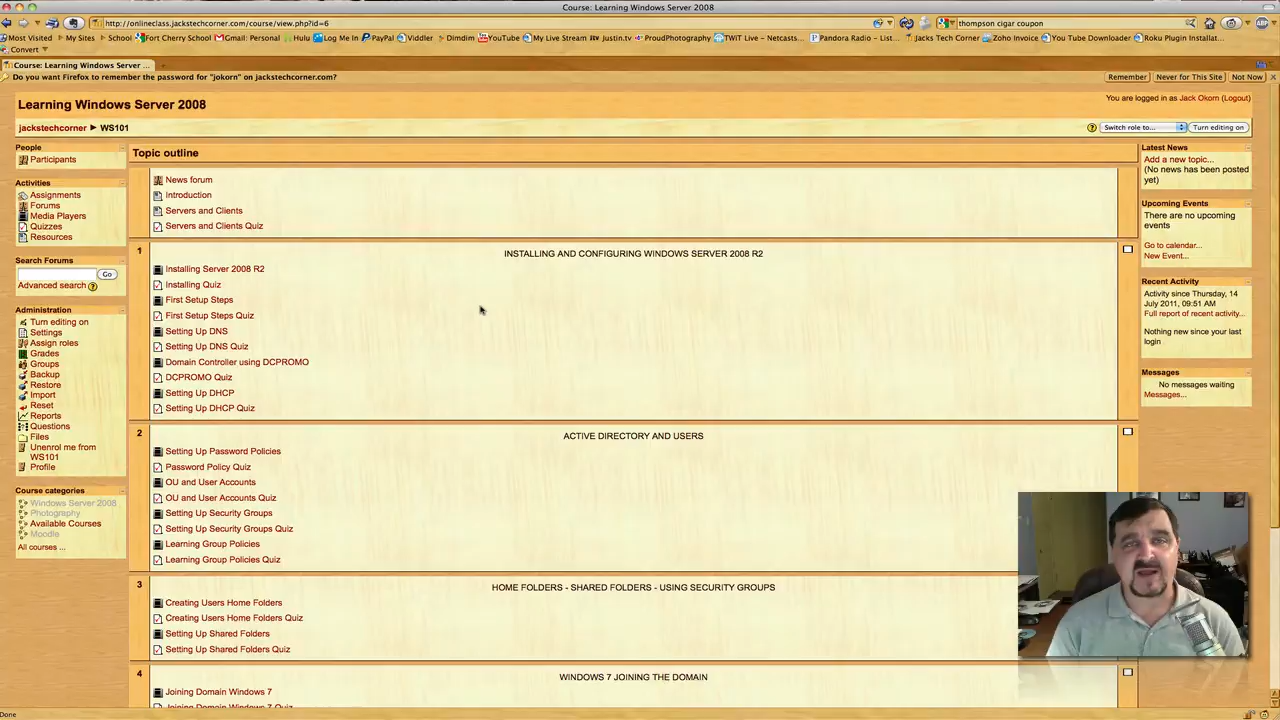 Course: Learning Windows Server 2008
http://onlineclass.jackstechcorner.com/course/view.php?id=6
thompson cigar coupon
Most Visited My Sites School Fort Cherry School Gmail: Personal Hulu Log Me In PayPal Viddler Dimdim YouTube My Live Stream Justin.tv ProudPhotography TWiT Live – Netcasts... Pandora Radio – List... Jacks Tech Corner Zoho Invoice You Tube Downloader Roku Plugin Installat...
Convert
Course: Learning Windows Server ...
Do you want Firefox to remember the password for "jokorn" on jackstechcorner.com?
Remember Never for This Site Not Now
Learning Windows Server 2008
You are logged in as Jack Okorn (Logout)
jackstechcorner ► WS101
Switch role to... Turn editing on
People
Participants
Activities
Assignments
Forums
Media Players
Quizzes
Resources
Search Forums
Go
Advanced search
Administration
Turn editing on
Settings
Assign roles
Grades
Groups
Backup
Restore
Import
Reset
Reports
Questions
Files
Unenrol me from
WS101
Profile
Course categories
Windows Server 2008
Photography
Available Courses
Moodle
All courses ...
Topic outline
News forum
Introduction
Servers and Clients
Servers and Clients Quiz
1
INSTALLING AND CONFIGURING WINDOWS SERVER 2008 R2
Installing Server 2008 R2
Installing Quiz
First Setup Steps
First Setup Steps Quiz
Setting Up DNS
Setting Up DNS Quiz
Domain Controller using DCPROMO
DCPROMO Quiz
Setting Up DHCP
Setting Up DHCP Quiz
2
ACTIVE DIRECTORY AND USERS
Setting Up Password Policies
Password Policy Quiz
OU and User Accounts
OU and User Accounts Quiz
Setting Up Security Groups
Setting Up Security Groups Quiz
Learning Group Policies
Learning Group Policies Quiz
3
HOME FOLDERS - SHARED FOLDERS - USING SECURITY GROUPS
Creating Users Home Folders
Creating Users Home Folders Quiz
Setting Up Shared Folders
Setting Up Shared Folders Quiz
4
WINDOWS 7 JOINING THE DOMAIN
Joining Domain Windows 7
Joining Domain Windows 7 Quiz
Latest News
Add a new topic...
(No news has been posted
yet)
Upcoming Events
There are no upcoming
events
Go to calendar...
New Event...
Recent Activity
Activity since Thursday, 14
July 2011, 09:51 AM
Full report of recent activity...
Nothing new since your last
login
Messages
No messages waiting
Messages...
Done